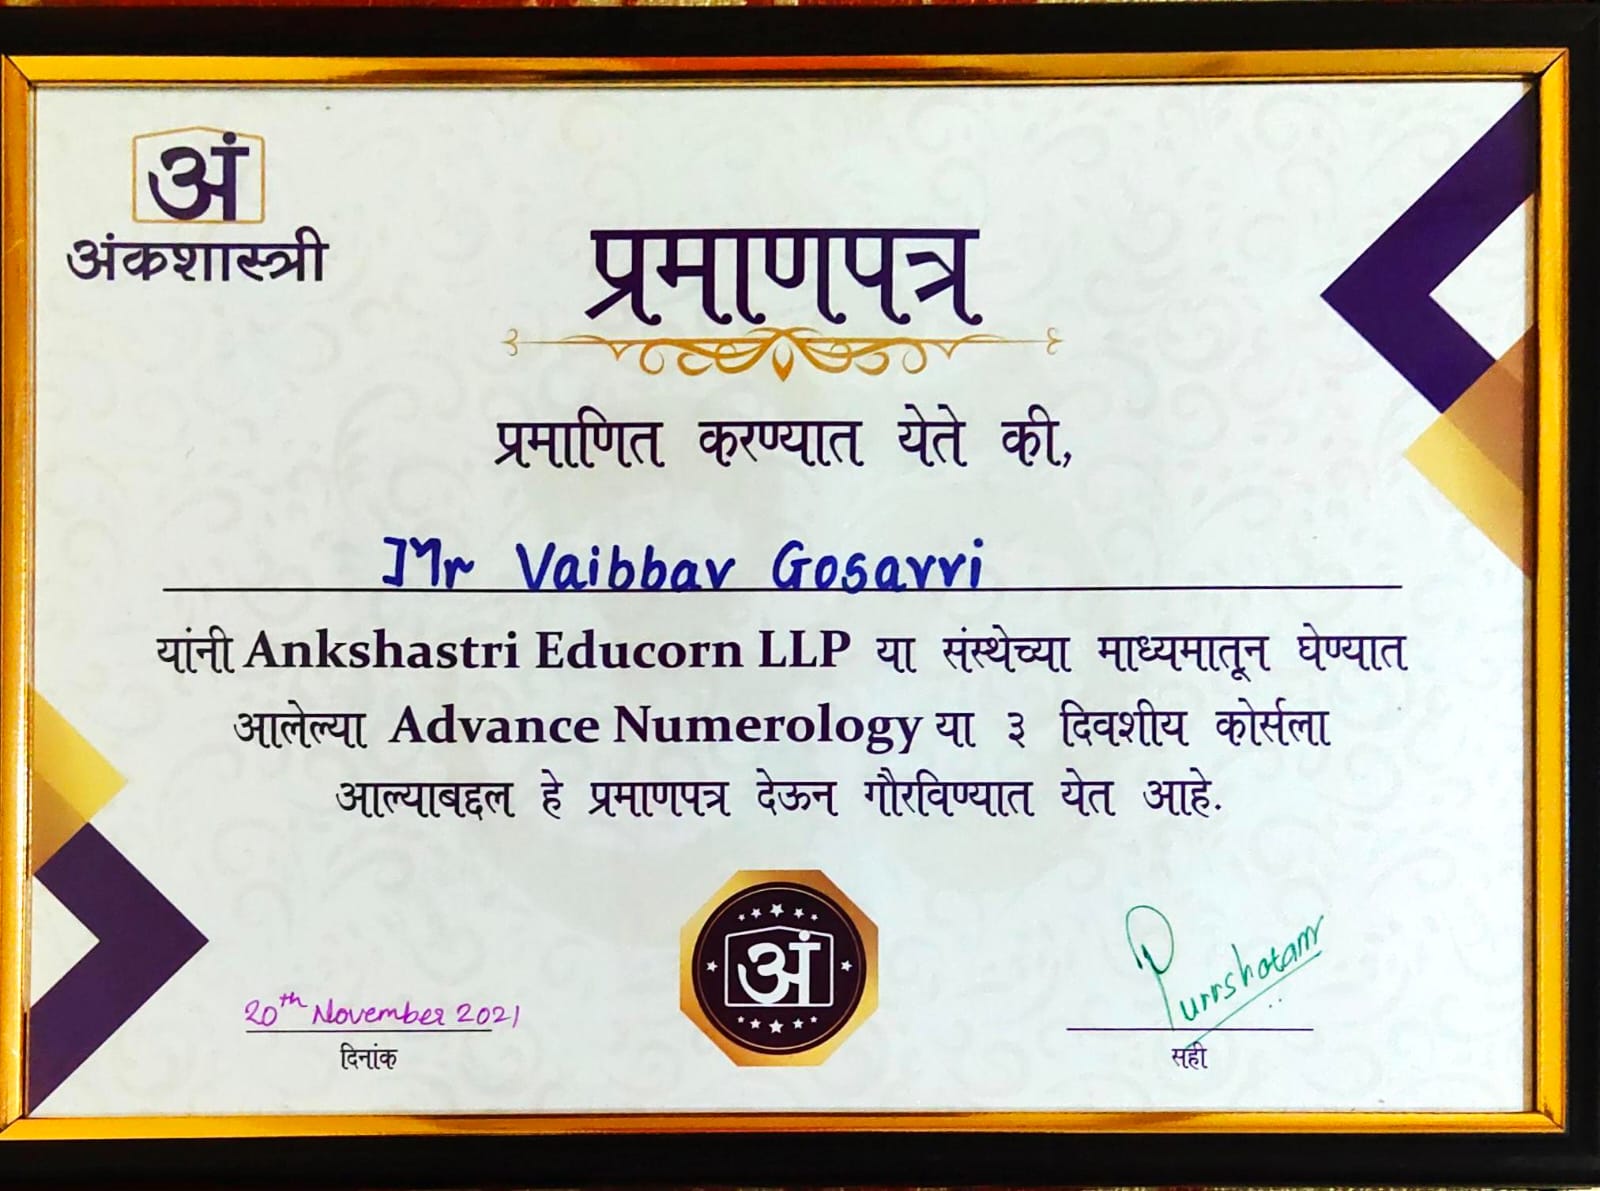 अं
अंकशास्त्री
प्रमाणपत्र
प्रमाणित करण्यात येते की,
Mr Vaibbav Gosavri
यांनी Ankshastri Educorn LLP या संस्थेच्या माध्यमातून घेण्यात
आलेल्या Advance Numerology या ३ दिवशीय कोर्सला
आल्याबद्दल हे प्रमाणपत्र देऊन गौरविण्यात येत आहे.
अं
20th November 2021
दिनांक
Purrshotam
सही